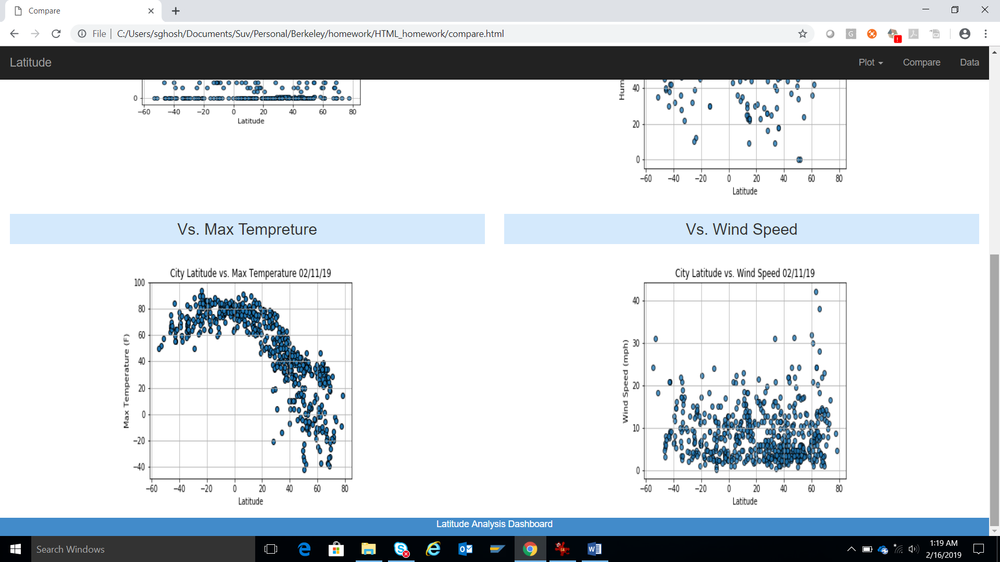 Compare
File | C:/Users/sghosh/Documents/Suv/Personal/Berkeley/homework/HTML_homework/compare.html
Latitude
Plot
Compare
Data
0
−60 −40 −20 0 20 40 60 80
Latitude
Hum
40
20
0
−60 −40 −20 0 20 40 60 80
Latitude
Vs. Max Tempreture
Vs. Wind Speed
City Latitude vs. Max Temperature 02/11/19
Max Temperature (F)
100
80
60
40
20
0
−20
−40
−60 −40 −20 0 20 40 60 80
Latitude
City Latitude vs. Wind Speed 02/11/19
Wind Speed (mph)
40
30
20
10
0
−60 −40 −20 0 20 40 60 80
Latitude
Latitude Analysis Dashboard
Search Windows
1:19 AM
2/16/2019